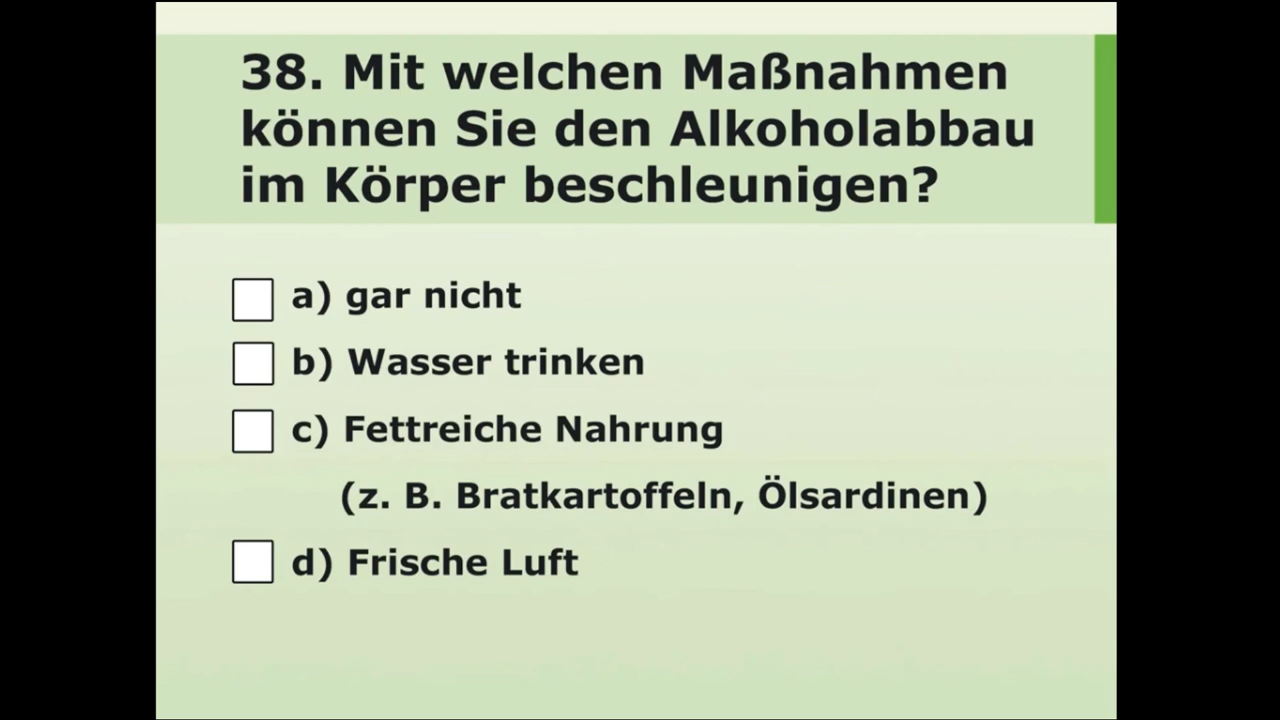 38. Mit welchen Maßnahmen
können Sie den Alkoholabbau
im Körper beschleunigen?
a) gar nicht
b) Wasser trinken
c) Fettreiche Nahrung
(z. B. Bratkartoffeln, Ölsardinen)
d) Frische Luft